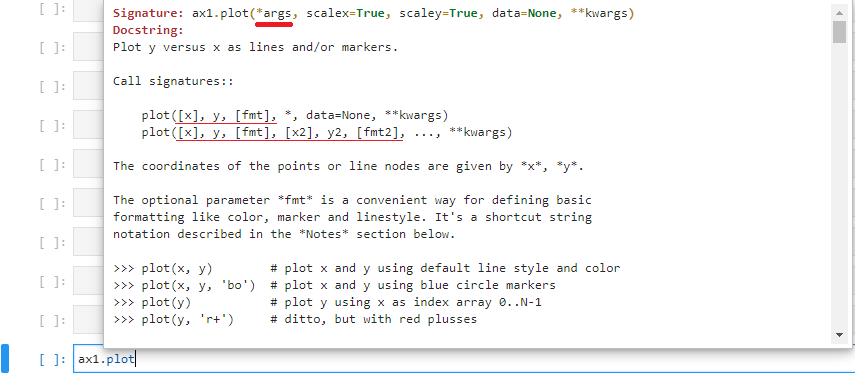 [ ]:
Signature: ax1.plot(*args, scalex=True, scaley=True, data=None, **kwargs)
Docstring:
[ ]:
Plot y versus x as lines and/or markers.
[ ]:
Call signatures::
plot([x], y, [fmt], *, data=None, **kwargs)
[ ]:
plot([x], y, [fmt], [x2], y2, [fmt2], ..., **kwargs)
[ ]:
The coordinates of the points or line nodes are given by *x*, *y*.
[ ]:
The optional parameter *fmt* is a convenient way for defining basic
formatting like color, marker and linestyle. It's a shortcut string
notation described in the *Notes* section below.
[ ]:
>>> plot(x, y)        # plot x and y using default line style and color
[ ]:
>>> plot(x, y, 'bo')  # plot x and y using blue circle markers
>>> plot(y)           # plot y using x as index array 0..N-1
[ ]:
>>> plot(y, 'r+')     # ditto, but with red plusses
[ ]: ax1.plot